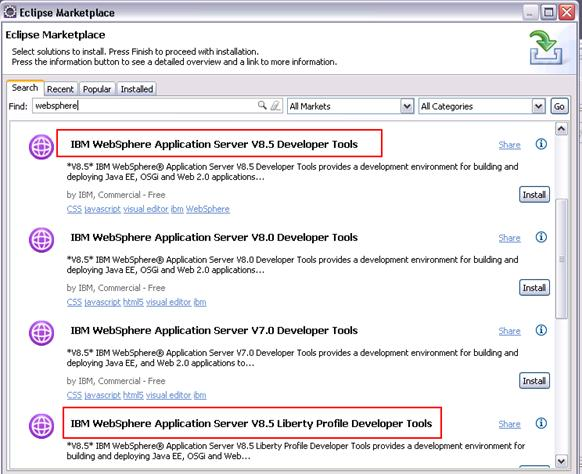 Eclipse Marketplace
Eclipse Marketplace
Select solutions to install. Press Finish to proceed with installation.
Press the information button to see a detailed overview and a link to more information.
Search Recent Popular Installed
Find: websphere All Markets All Categories Go
IBM WebSphere Application Server V8.5 Developer Tools Share
*V8.5* IBM WebSphere® Application Server V8.5 Developer Tools provides a development environment for building and
deploying Java EE, OSGi and Web 2.0 applications...
by IBM, Commercial - Free Install
CSS javascript visual editor ibm WebSphere
IBM WebSphere Application Server V8.0 Developer Tools Share
*V8.5* IBM WebSphere® Application Server V8.0 Developer Tools provides a development environment for building and
deploying Java EE, OSGi and Web 2.0 applications...
by IBM, Commercial - Free Install
CSS javascript html5 visual editor ibm
IBM WebSphere Application Server V7.0 Developer Tools Share
*V8.5* IBM WebSphere Application Server V7.0 Developer Tools provides a development environment for building and
deploying Java EE, and Web 2.0 applications to...
by IBM, Commercial - Free Install
CSS javascript html5 visual editor ibm
IBM WebSphere Application Server V8.5 Liberty Profile Developer Tools Share
*V8.5* IBM WebSphere Application Server V8.5 Liberty Profile Developer Tools provides a development environment for
building and deploying Java EE, OSGi and Web 2.0 applications... Install